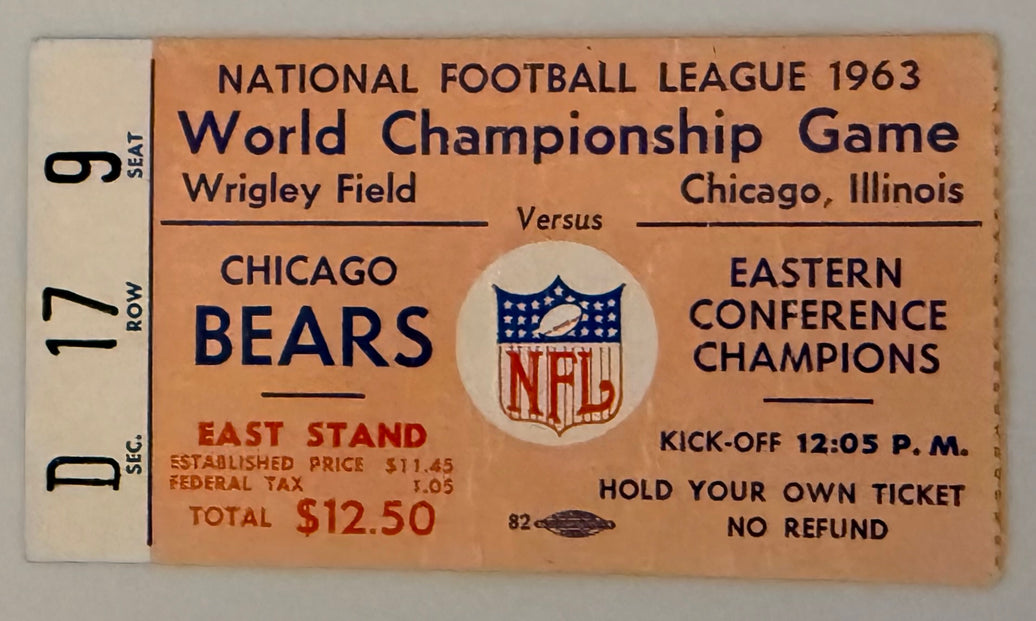 NATIONAL FOOTBALL LEAGUE 1963
World Championship Game
Wrigley Field
Chicago, Illinois
Versus
CHICAGO
BEARS
EASTERN
CONFERENCE
CHAMPIONS
NFL
EAST STAND
ESTABLISHED PRICE $11.45
FEDERAL TAX 1.05
TOTAL $12.50
82
KICK-OFF 12:05 P. M.
HOLD YOUR OWN TICKET
NO REFUND
SEC. D
ROW 17
SEAT 9